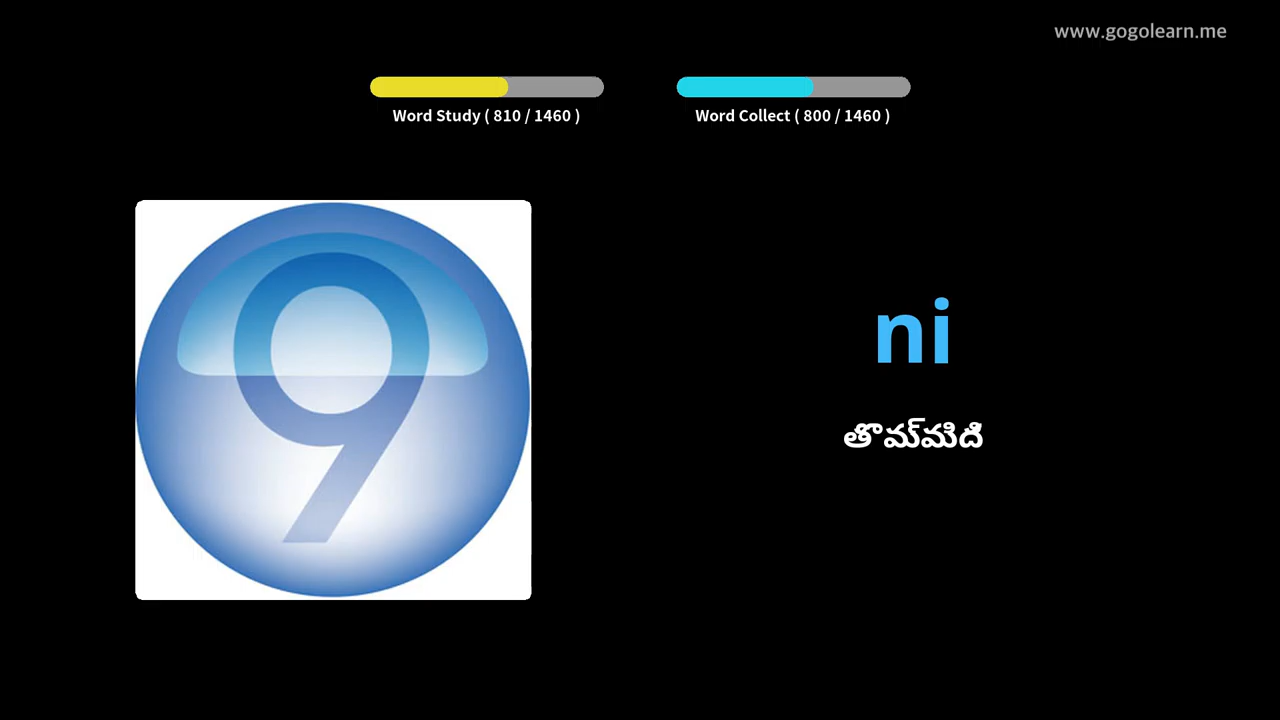 www.gogolearn.me
Word Study ( 810 / 1460 )
Word Collect ( 800 / 1460 )
9
ni
తొమ్మిది